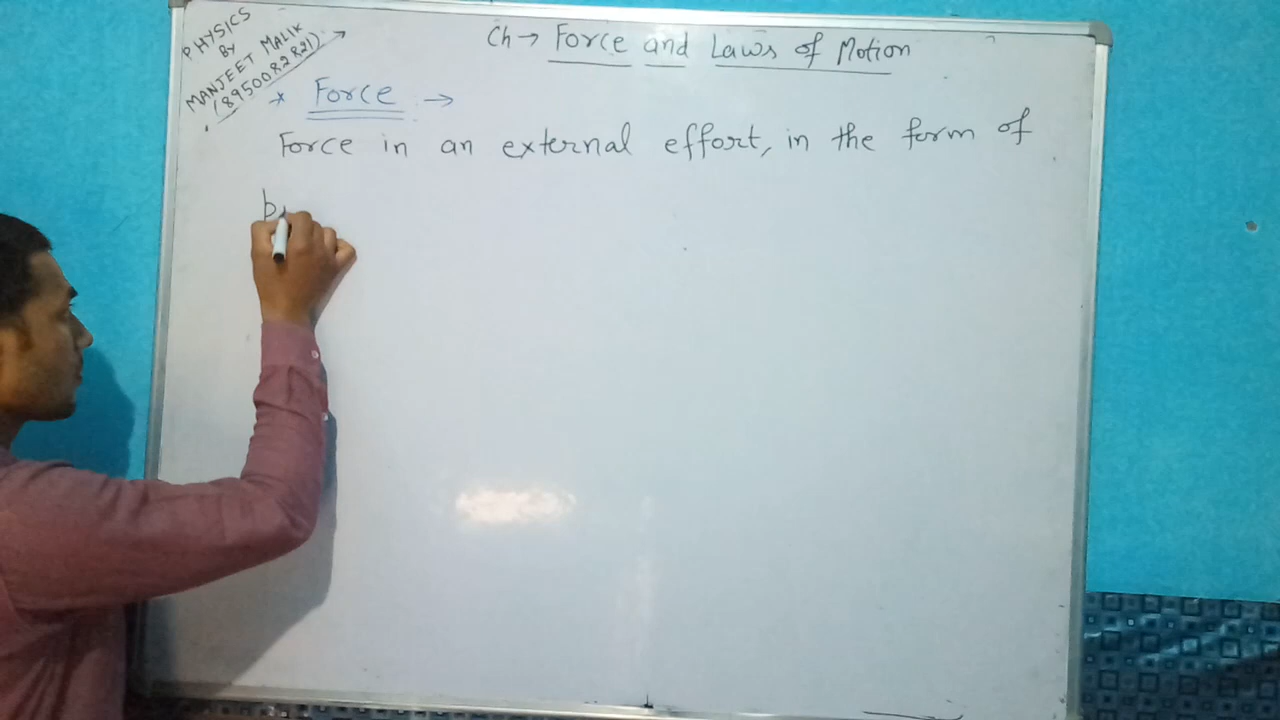 PHYSICS
By
MANJEET MALIK
(89500R2R21)
Ch→ Force and Laws of Motion
* Force →
Force in an external effort, in the form of